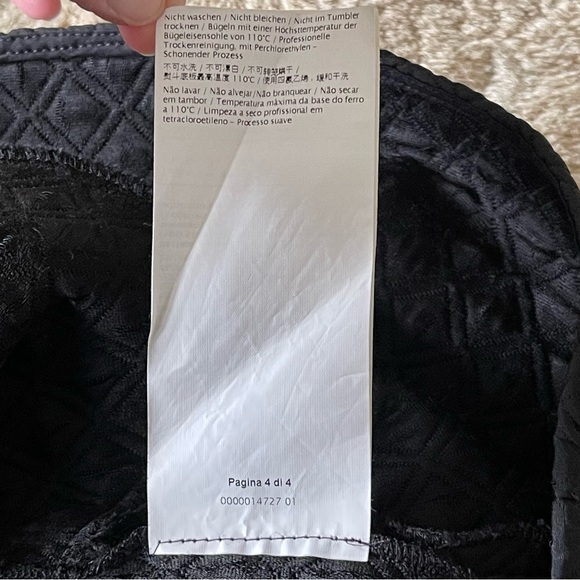 Nicht waschen / Nicht bleichen / Nicht im Tumbler
trocknen / Bügeln mit einer Höchsttemperatur der
Bügeleisensohle von 110°C / Professionelle
Trockenreinigung, mit Perchlorethylen –
Schonender Prozess
不可水洗 / 不可漂白 / 不可转笼烘干 /
熨斗底板最高温度 110℃ / 使用四氯乙烯, 缓和干洗
Não lavar / Não alvejar/Não branquear / Não secar
em tambor / Temperatura máxima da base do ferro
a 110°C / Limpeza a seco profissional em
tetracloroetileno – Processo suave
Pagina 4 di 4
0000014727 01